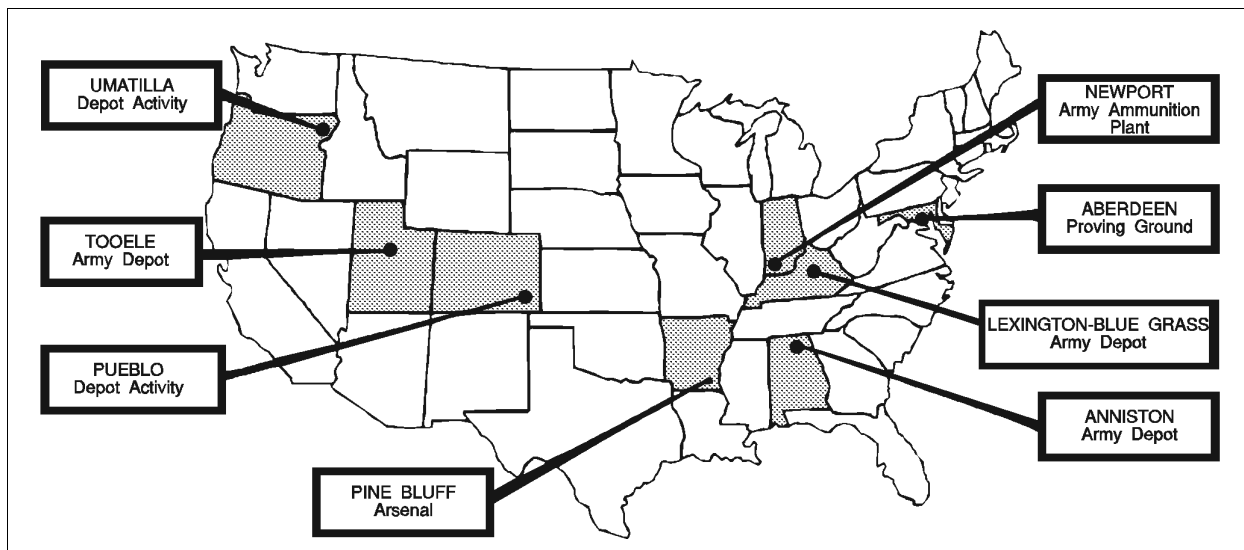 UMATILLA
Depot Activity
TOOELE
Army Depot
PUEBLO
Depot Activity
PINE BLUFF
Arsenal
NEWPORT
Army Ammunition
Plant
ABERDEEN
Proving Ground
LEXINGTON-BLUE GRASS
Army Depot
ANNISTON
Army Depot